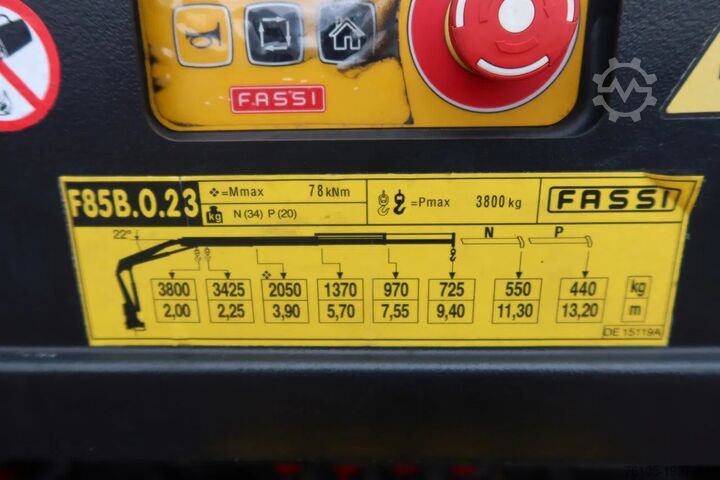 FASSI
F85B.0.23
❖=Mmax 78kNm
kg N(34) P(20)
=Pmax 3800 kg
FASSI
22°
N P
3800 3425 2050 1370 970 725 550 440 kg
2,00 2,25 3,90 5,70 7,55 9,40 11,30 13,20 m
DE 15119A